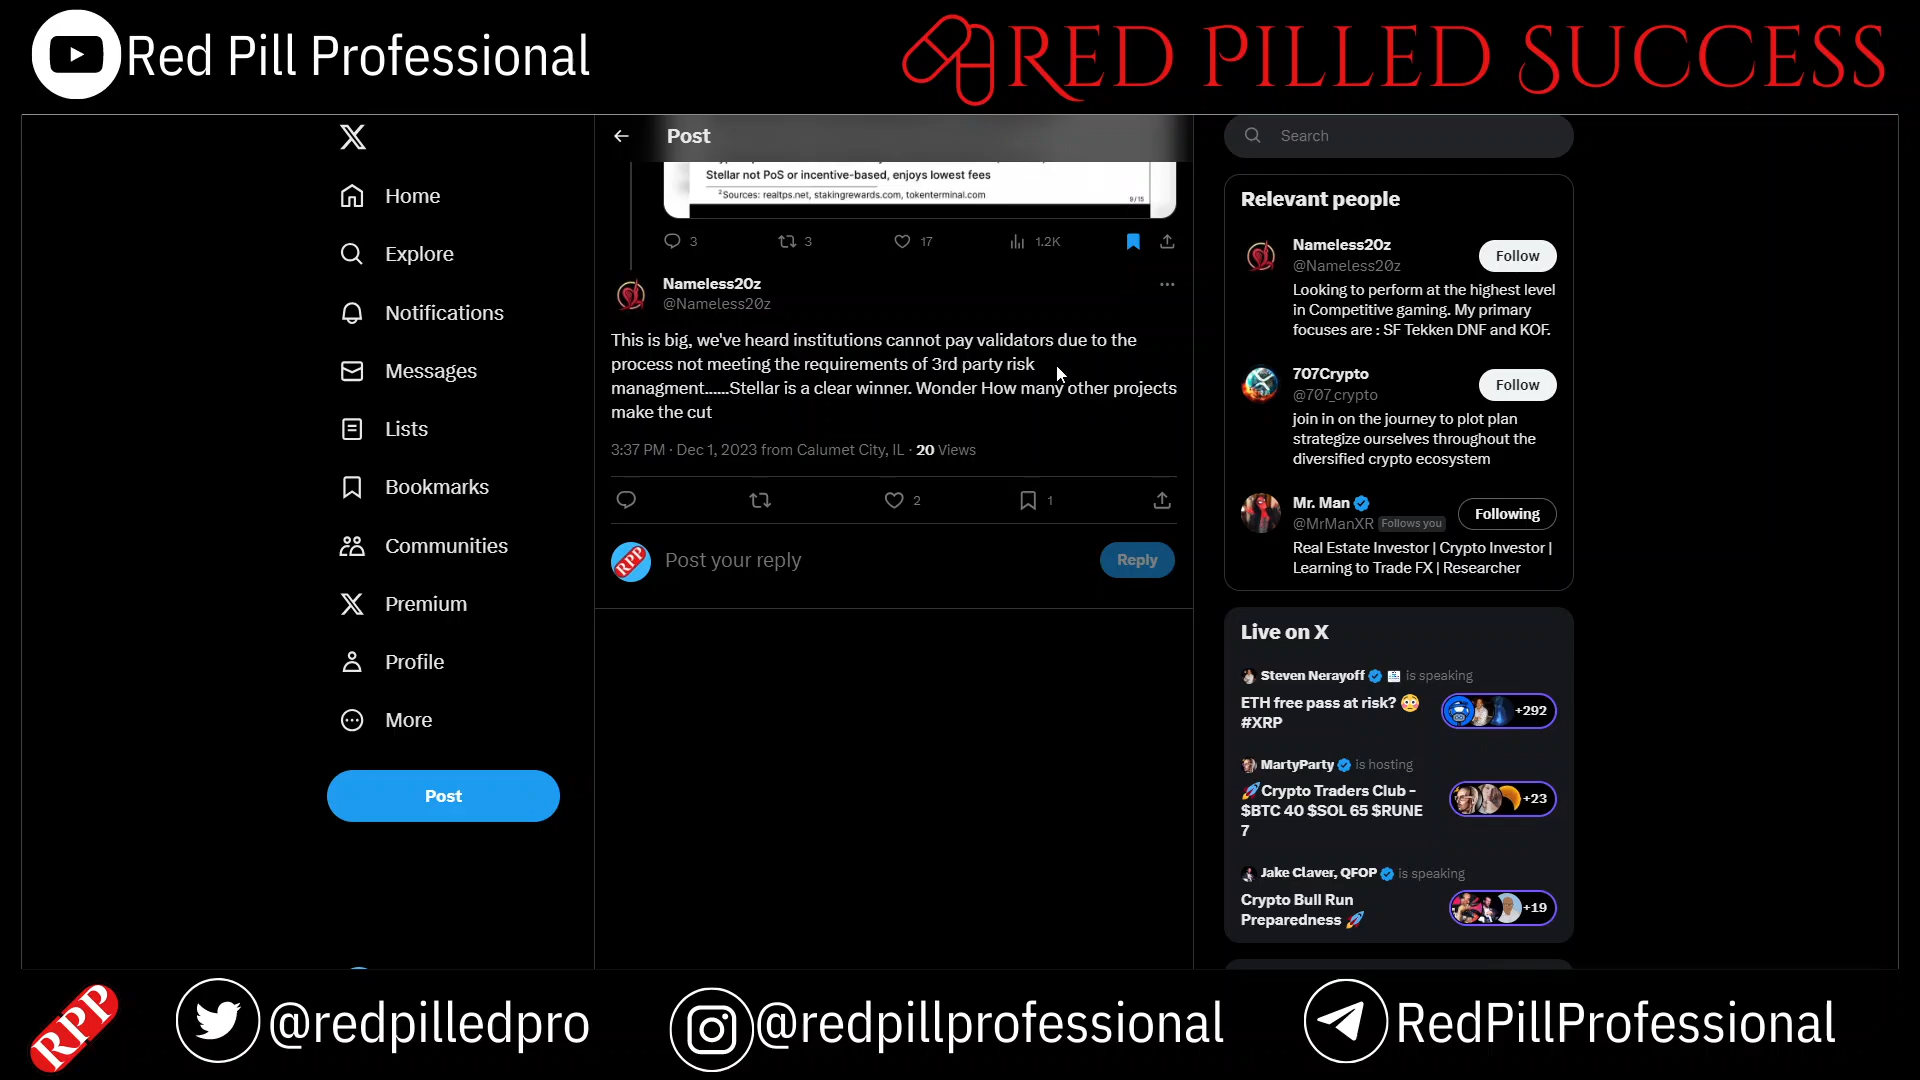 Red Pill Professional
RED PILLED SUCCESS
Home
Explore
Notifications
Messages
Lists
Bookmarks
Communities
Premium
Profile
More
Post
Post
Stellar not PoS or incentive-based, enjoys lowest fees
2Sources: realtps.net, stakingrewards.com, tokenterminal.com
9/15
3
3
17
1.2K
Nameless20z
@Nameless20z
This is big, we've heard institutions cannot pay validators due to the
process not meeting the requirements of 3rd party risk
managment......Stellar is a clear winner. Wonder How many other projects
make the cut
3:37 PM · Dec 1, 2023 from Calumet City, IL · 20 Views
2
1
RPP
Post your reply
Reply
Search
Relevant people
Nameless20z
@Nameless20z
Follow
Looking to perform at the highest level
in Competitive gaming. My primary
focuses are : SF Tekken DNF and KOF.
707Crypto
@707_crypto
Follow
join in on the journey to plot plan
strategize ourselves throughout the
diversified crypto ecosystem
Mr. Man
@MrManXR Follows you
Following
Real Estate Investor | Crypto Investor |
Learning to Trade FX | Researcher
Live on X
Steven Nerayoff is speaking
ETH free pass at risk? 😳
#XRP
+292
MartyParty is hosting
🚀Crypto Traders Club -
$BTC 40 $SOL 65 $RUNE
7
+23
Jake Claver, QFOP is speaking
Crypto Bull Run
Preparedness 🚀
+19
RPP
@redpilledpro
@redpillprofessional
RedPillProfessional